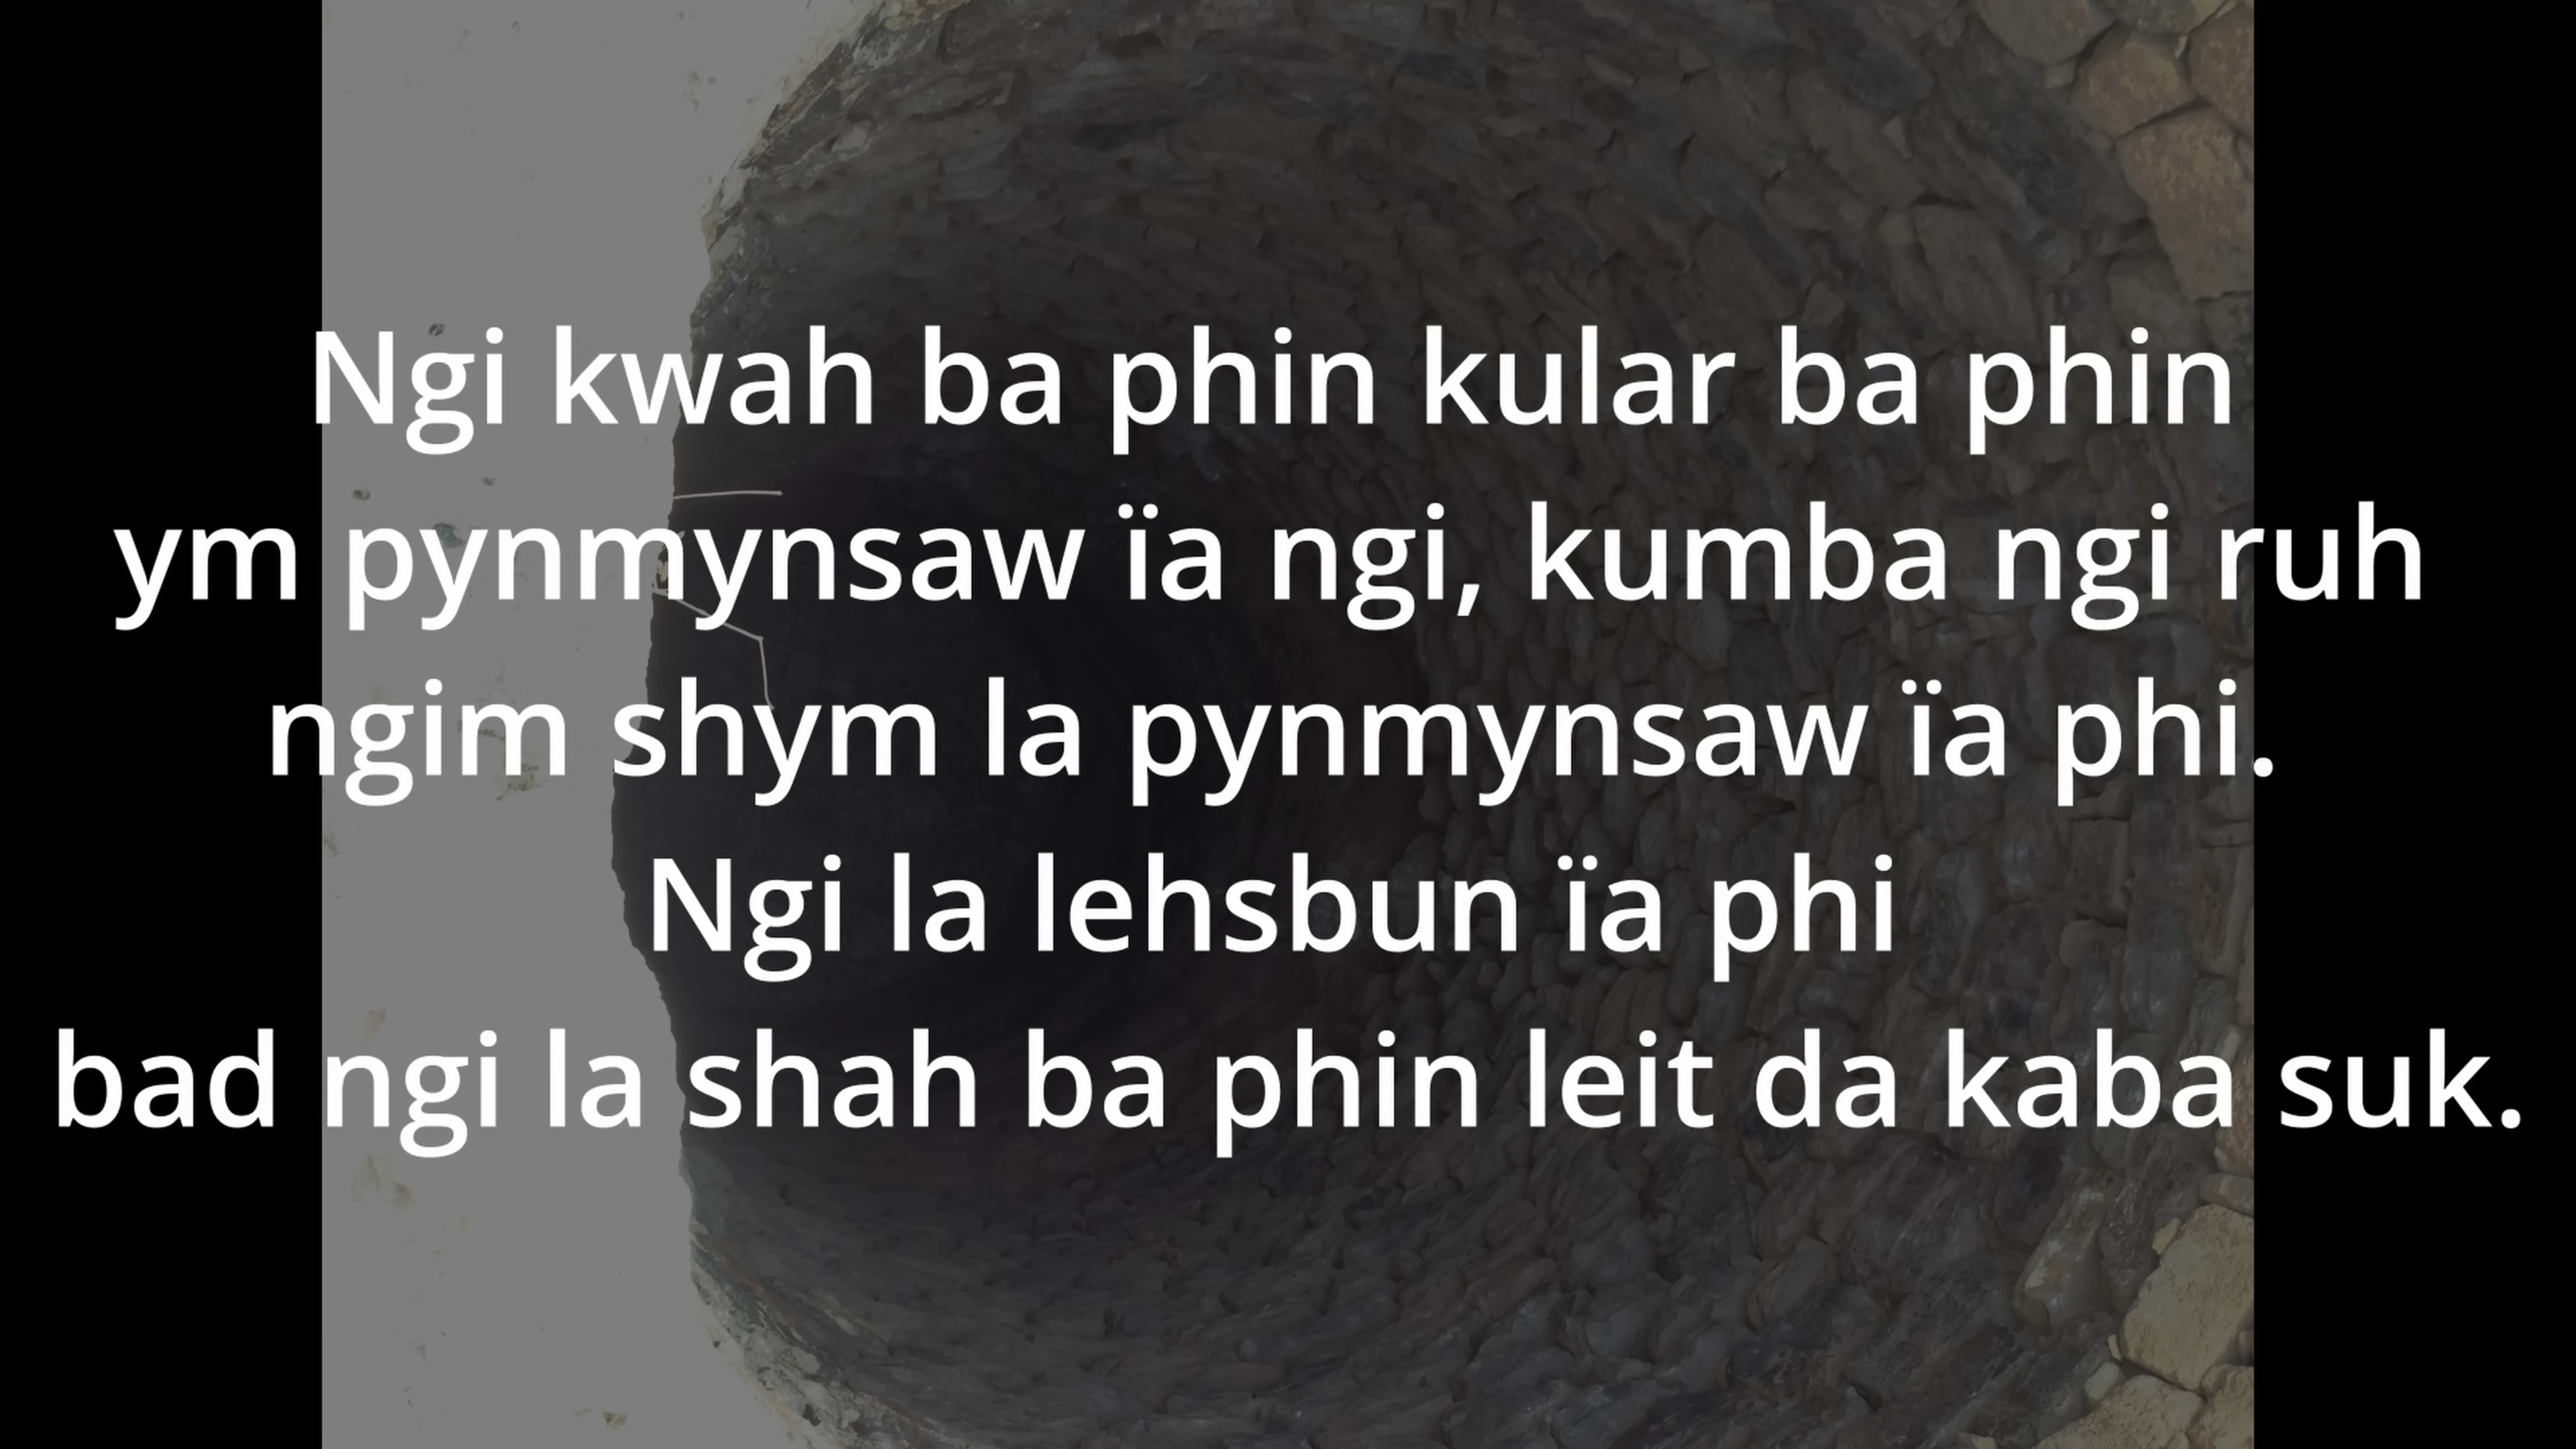 Ngi kwah ba phin kular ba phin
ym pynmynsaw ïa ngi, kumba ngi ruh
ngim shym la pynmynsaw ïa phi.
Ngi la lehsbun ïa phi
bad ngi la shah ba phin leit da kaba suk.